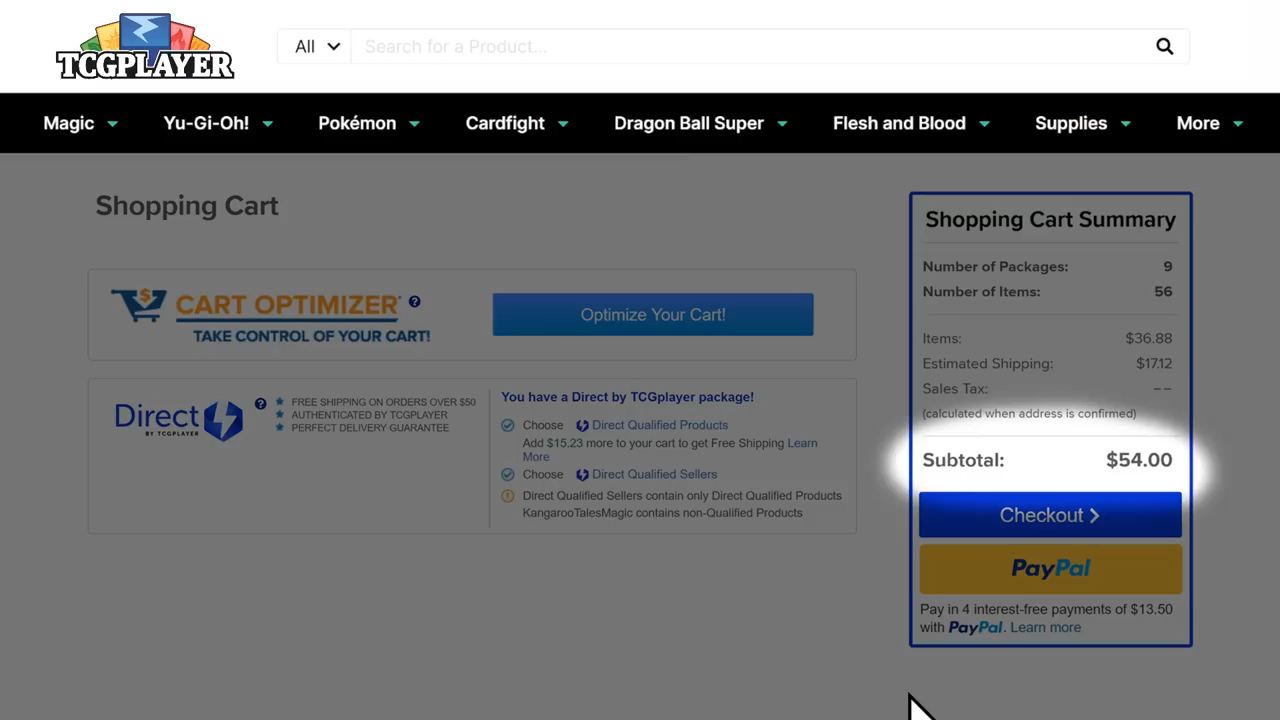 TCGPLAYER
All
Search for a Product...
Magic Yu-Gi-Oh! Pokémon Cardfight Dragon Ball Super Flesh and Blood Supplies More
Shopping Cart
CART OPTIMIZER
TAKE CONTROL OF YOUR CART!
Optimize Your Cart!
Direct
BY TCGPLAYER
FREE SHIPPING ON ORDERS OVER $50
AUTHENTICATED BY TCGPLAYER
PERFECT DELIVERY GUARANTEE
You have a Direct by TCGplayer package!
Choose Direct Qualified Products
Add $15.23 more to your cart to get Free Shipping Learn
More
Choose Direct Qualified Sellers
Direct Qualified Sellers contain only Direct Qualified Products
KangarooTalesMagic contains non-Qualified Products
Shopping Cart Summary
Number of Packages: 9
Number of Items: 56
Items: $36.88
Estimated Shipping: $17.12
Sales Tax: --
(calculated when address is confirmed)
Subtotal: $54.00
Checkout
PayPal
Pay in 4 interest-free payments of $13.50
with PayPal. Learn more